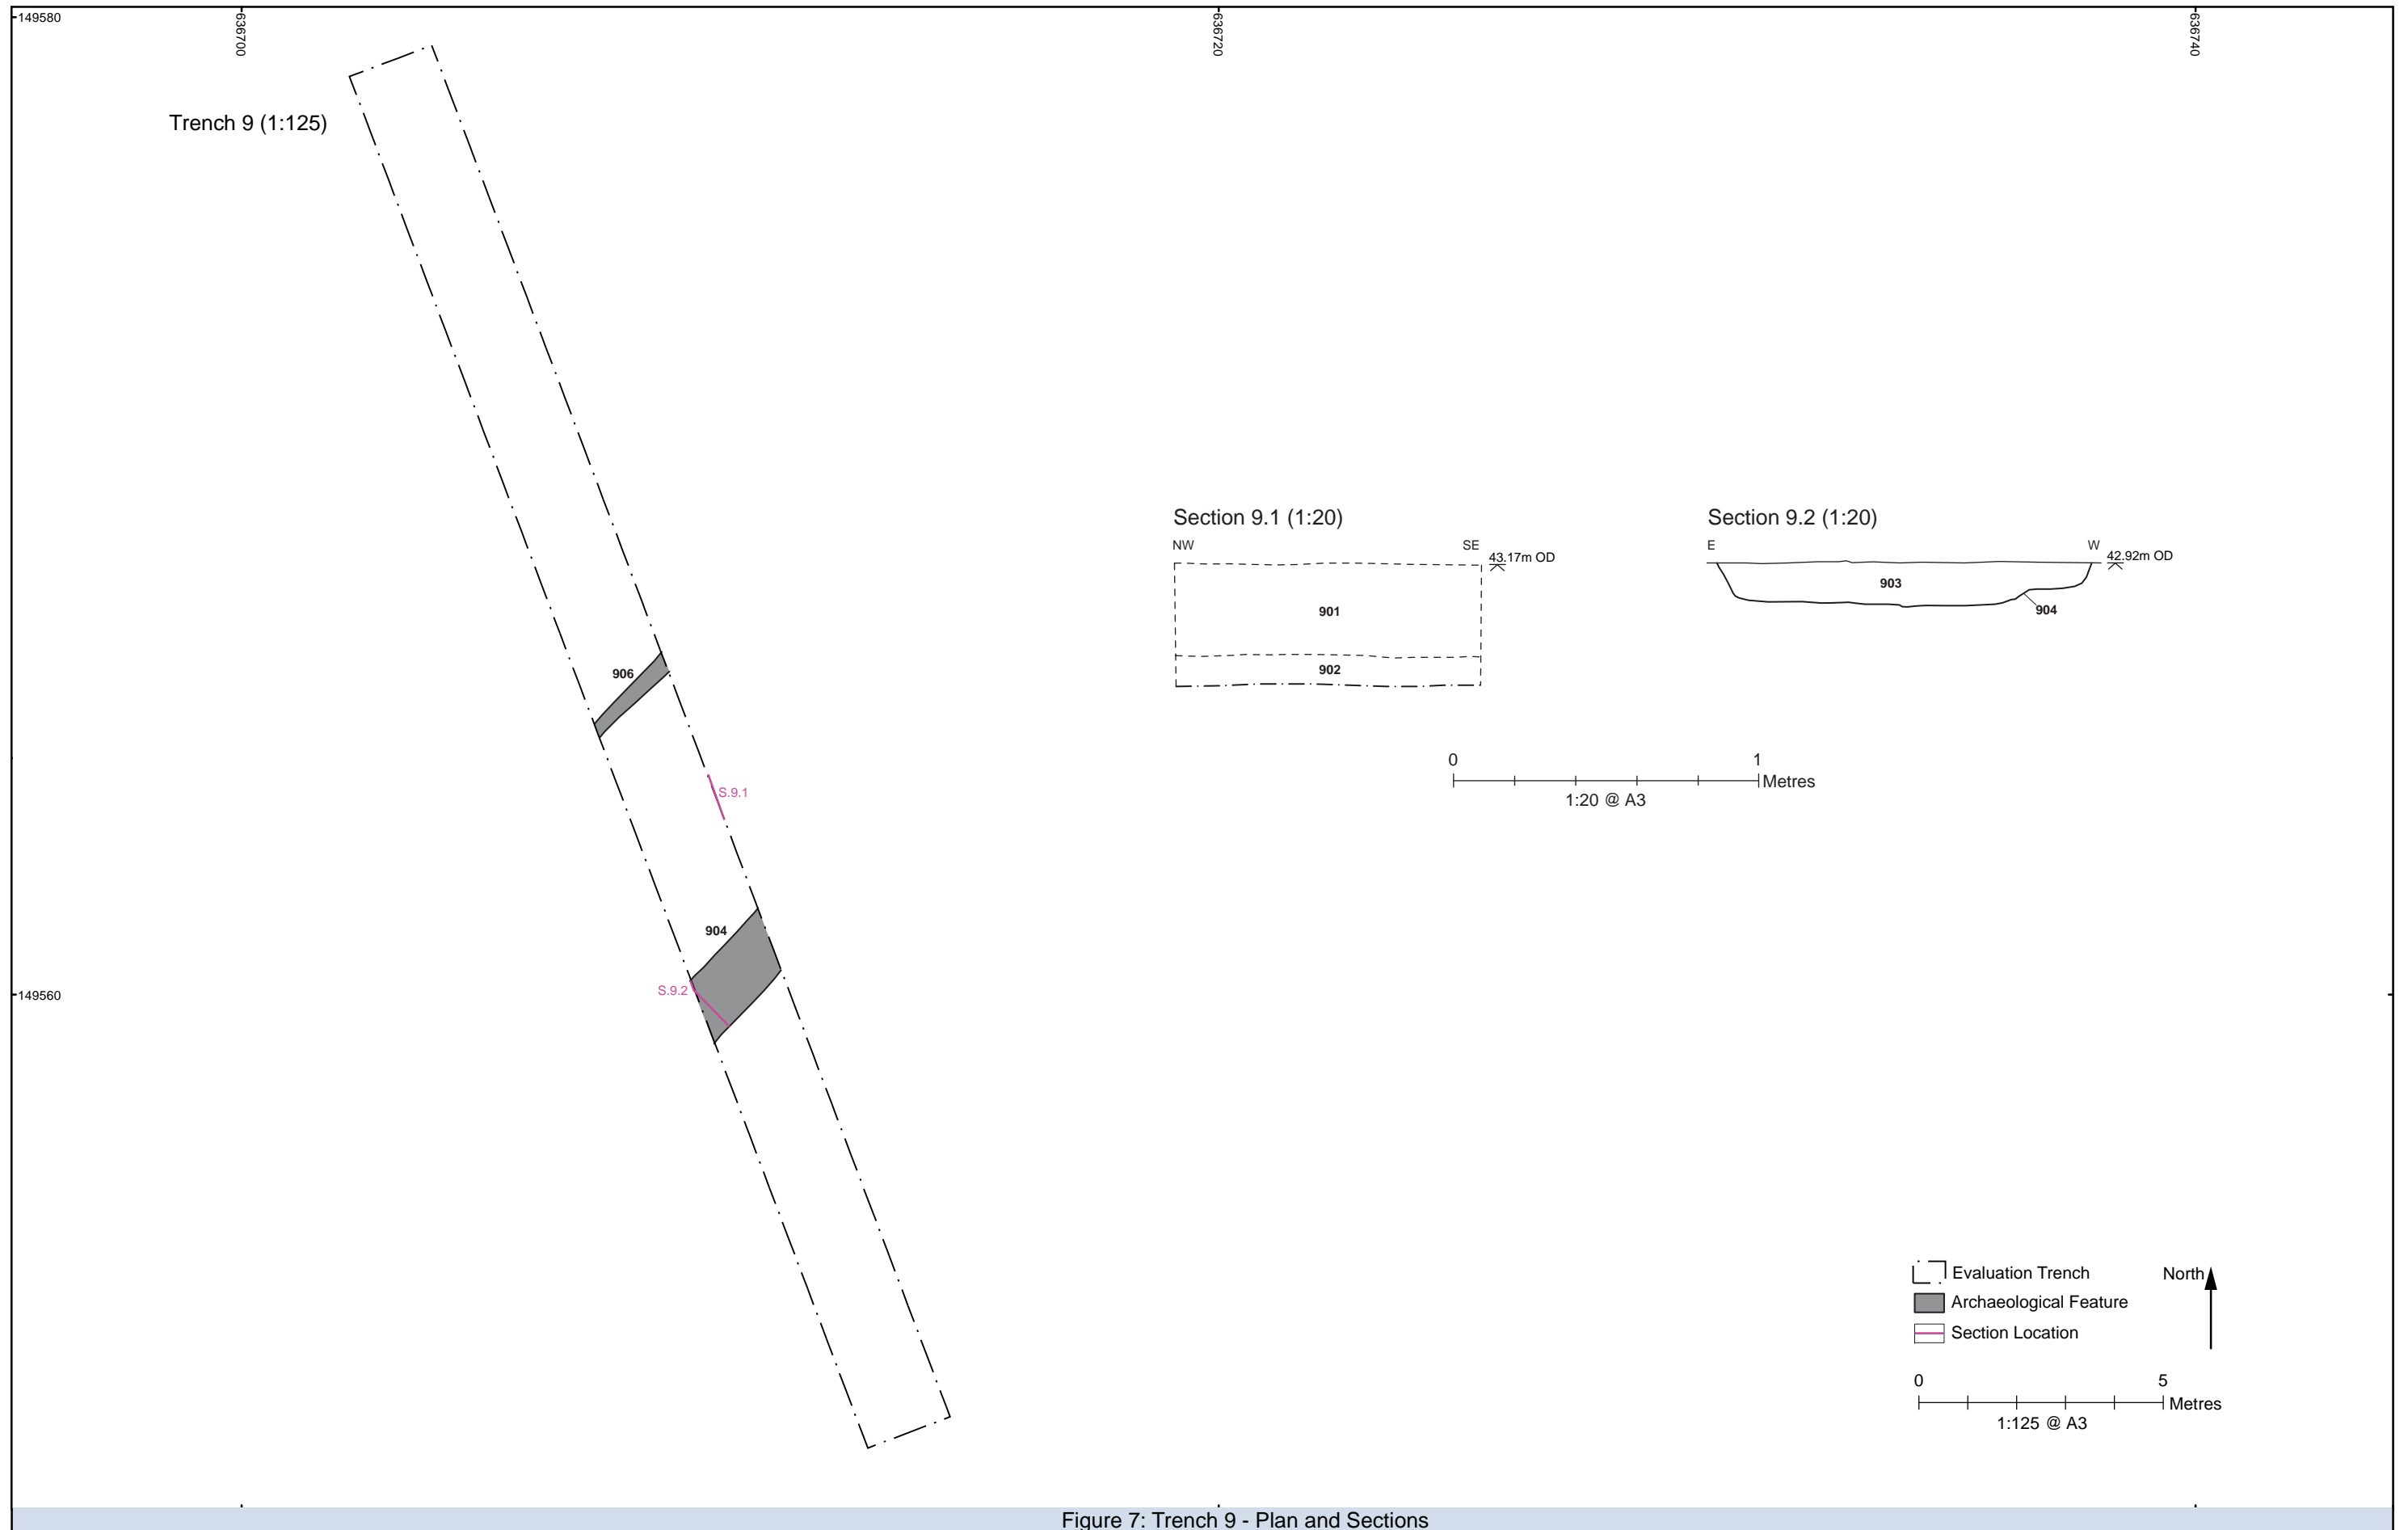 149580
636700
636720
636740
Trench 9 (1:125)
Section 9.1 (1:20)
NW
SE
43.17m OD
901
902
Section 9.2 (1:20)
E
W
42.92m OD
903
904
906
S.9.1
0
1
Metres
1:20 @ A3
904
S.9.2
149560
Evaluation Trench
Archaeological Feature
Section Location
North
0
5
Metres
1:125 @ A3
Figure 7: Trench 9 - Plan and Sections